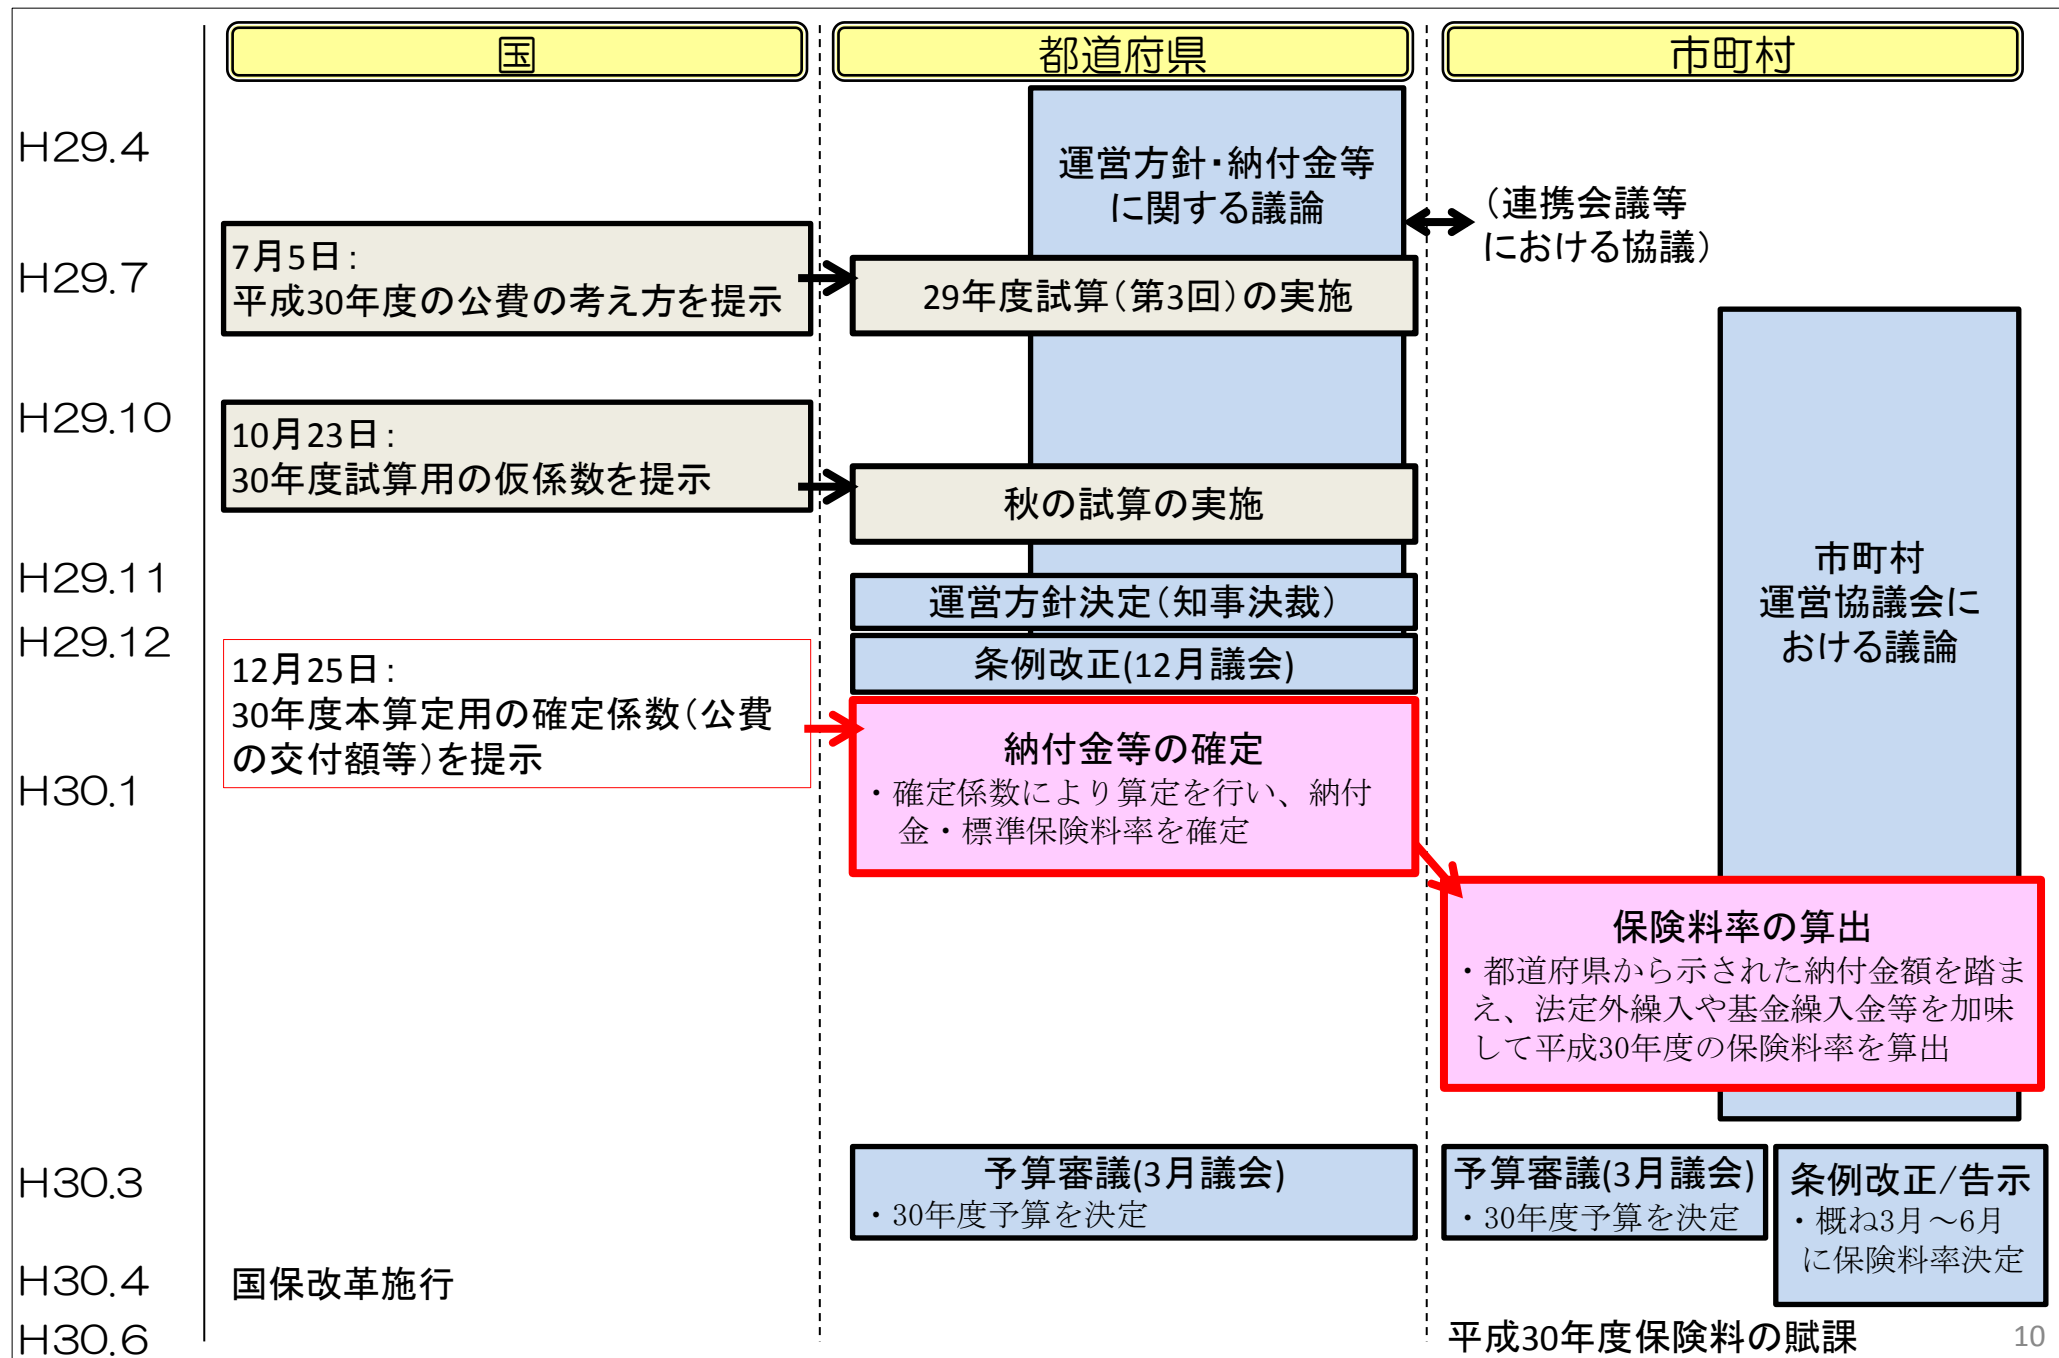 国
都道府県
市町村
H29.4
運営方針・納付金等
に関する議論
（連携会議等
における協議）
H29.7
7月5日：
平成30年度の公費の考え方を提示
29年度試算（第3回）の実施
H29.10
10月23日：
30年度試算用の仮係数を提示
秋の試算の実施
市町村
運営協議会に
おける議論
H29.11
運営方針決定（知事決裁）
H29.12
条例改正(12月議会)
12月25日：
30年度本算定用の確定係数（公費
の交付額等）を提示
納付金等の確定
・確定係数により算定を行い、納付
金・標準保険料率を確定
H30.1
保険料率の算出
・都道府県から示された納付金額を踏ま
え、法定外繰入や基金繰入金等を加味
して平成30年度の保険料率を算出
H30.3
予算審議(3月議会)
・30年度予算を決定
予算審議(3月議会)
・30年度予算を決定
条例改正/告示
・概ね3月～6月
に保険料率決定
H30.4
国保改革施行
H30.6
平成30年度保険料の賦課
10